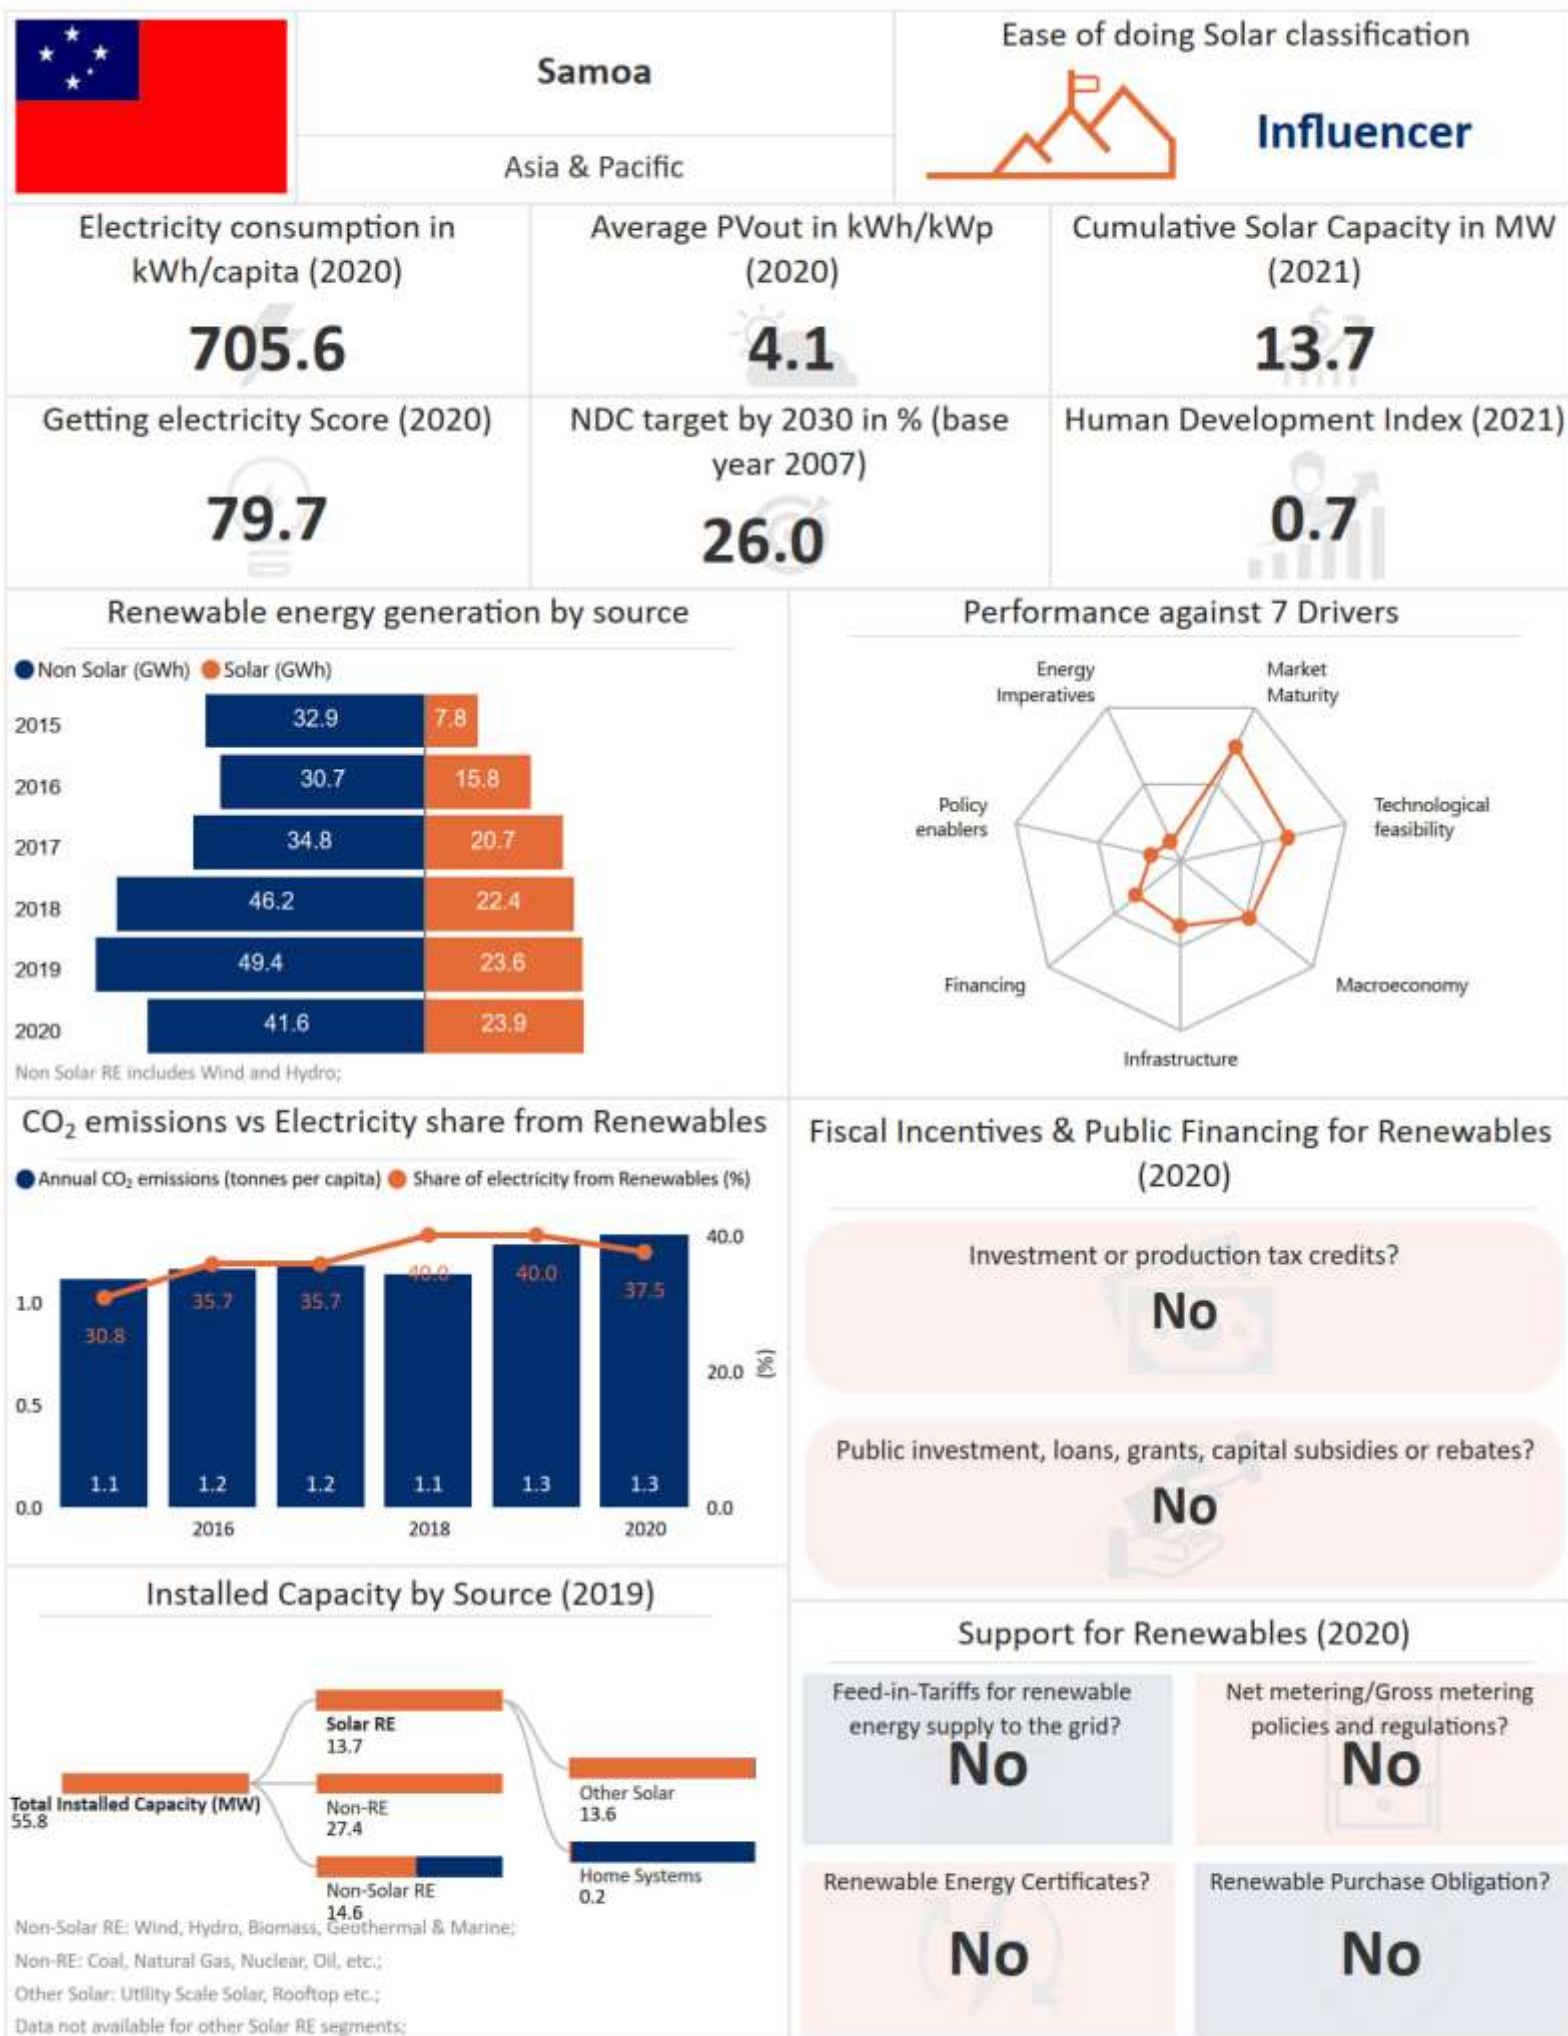 Samoa
Asia & Pacific
Ease of doing Solar classification
Influencer
Electricity consumption in
kWh/capita (2020)
705.6
Average PVout in kWh/kWp
(2020)
4.1
Cumulative Solar Capacity in MW
(2021)
13.7
Getting electricity Score (2020)
79.7
NDC target by 2030 in % (base
year 2007)
26.0
Human Development Index (2021)
0.7
Renewable energy generation by source
Non Solar (GWh) Solar (GWh)
2015 32.9 7.8
2016 30.7 15.8
2017 34.8 20.7
2018 46.2 22.4
2019 49.4 23.6
2020 41.6 23.9
Non Solar RE includes Wind and Hydro;
Performance against 7 Drivers
Energy
Imperatives
Market
Maturity
Policy
enablers
Technological
feasibility
Financing
Macroeconomy
Infrastructure
CO₂ emissions vs Electricity share from Renewables
Annual CO₂ emissions (tonnes per capita) Share of electricity from Renewables (%)
40.0
1.0
30.8 35.7 35.7 40.0 40.0 37.5
20.0
(%)
0.5
1.1 1.2 1.2 1.1 1.3 1.3
0.0 0.0
2016 2018 2020
Fiscal Incentives & Public Financing for Renewables
(2020)
Investment or production tax credits?
No
Public investment, loans, grants, capital subsidies or rebates?
No
Installed Capacity by Source (2019)
Total Installed Capacity (MW)
55.8
Solar RE
13.7
Non-RE
27.4
Non-Solar RE
14.6
Other Solar
13.6
Home Systems
0.2
Non-Solar RE: Wind, Hydro, Biomass, Geothermal & Marine;
Non-RE: Coal, Natural Gas, Nuclear, Oil, etc.;
Other Solar: Utility Scale Solar, Rooftop etc.;
Data not available for other Solar RE segments;
Support for Renewables (2020)
Feed-in-Tariffs for renewable
energy supply to the grid?
No
Net metering/Gross metering
policies and regulations?
No
Renewable Energy Certificates?
No
Renewable Purchase Obligation?
No